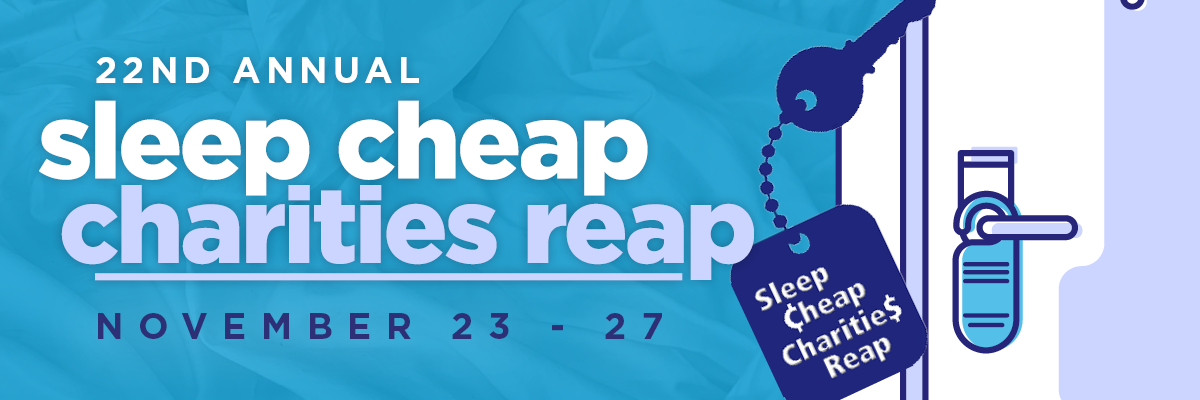 22ND ANNUAL
sleep cheap
charities reap
NOVEMBER 23 - 27
Sleep
₵heap
Charitie$
Reap